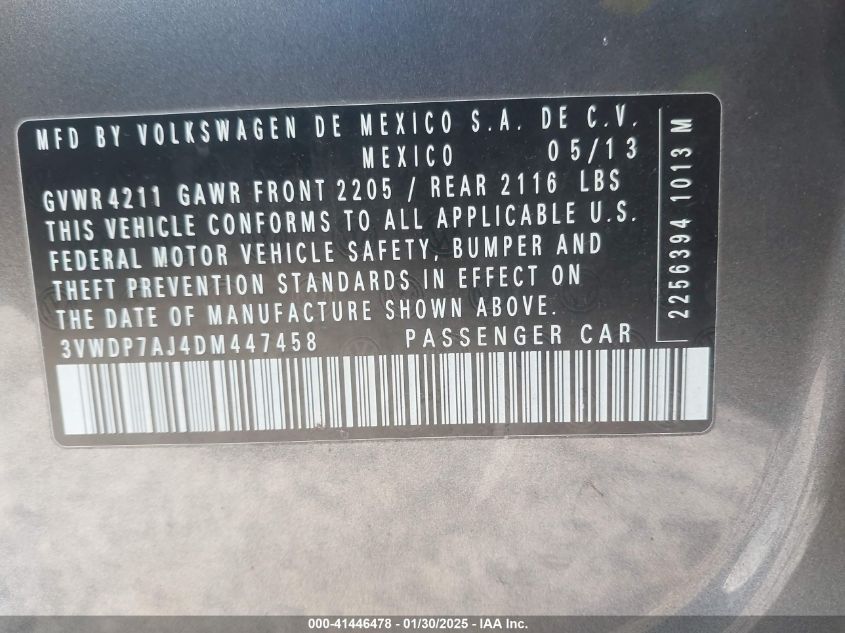 MFD BY VOLKSWAGEN DE MEXICO S.A. DE C.V.
MEXICO 05/13
GVWR 4211 GAWR FRONT 2205 / REAR 2116 LBS
THIS VEHICLE CONFORMS TO ALL APPLICABLE U.S.
FEDERAL MOTOR VEHICLE SAFETY, BUMPER AND
THEFT PREVENTION STANDARDS IN EFFECT ON
THE DATE OF MANUFACTURE SHOWN ABOVE.
3VWDP7AJ4DM447458 PASSENGER CAR
2256394 1013 M
000-41446478 - 01/30/2025 - IAA Inc.